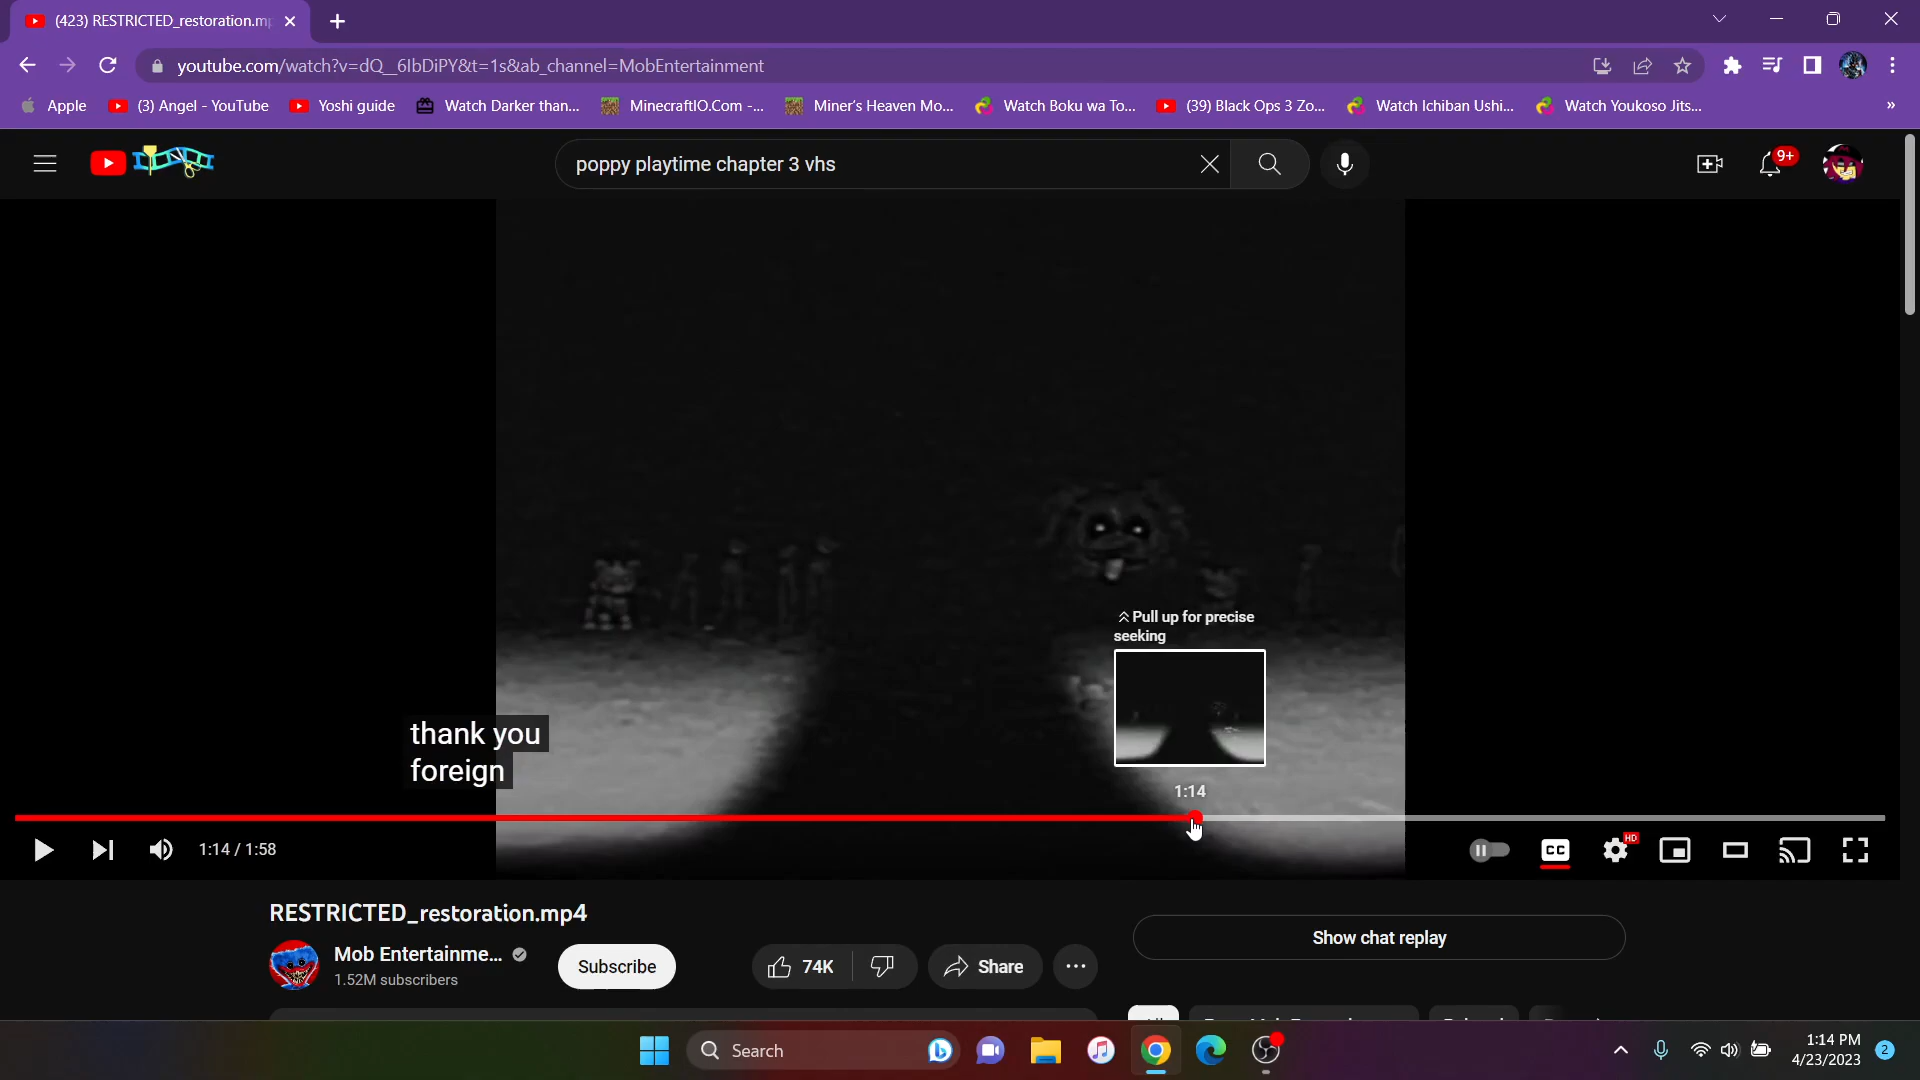 (423) RESTRICTED_restoration.mp
youtube.com/watch?v=dQ__6IbDiPY&t=1s&ab_channel=MobEntertainment
Apple (3) Angel - YouTube Yoshi guide Watch Darker than... MinecraftIO.Com -... Miner's Heaven Mo... Watch Boku wa To... (39) Black Ops 3 Zo... Watch Ichiban Ushi... Watch Youkoso Jits... »
poppy playtime chapter 3 vhs
9+
Pull up for precise
seeking
thank you
foreign
1:14
1:14 / 1:58
CC
HD
RESTRICTED_restoration.mp4
Show chat replay
Mob Entertainme...
1.52M subscribers
Subscribe
74K
Share
Search
1:14 PM
4/23/2023
2